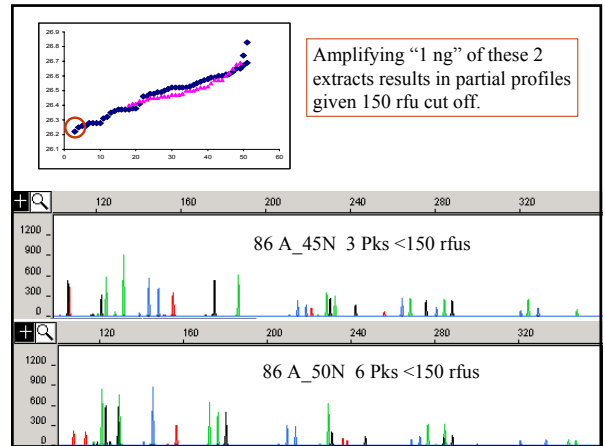 26.9
26.8
26.7
26.6
26.5
26.4
26.3
26.2
26.1
0 10 20 30 40 50 60
Amplifying “1 ng” of these 2
extracts results in partial profiles
given 150 rfu cut off.
120 160 200 240 280 320
1200
900
600
300
0
86 A_45N 3 Pks <150 rfus
120 160 200 240 280 320
1200
900
600
300
86 A_50N 6 Pks <150 rfus